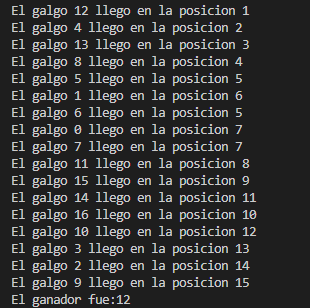 El galgo 12 llego en la posicion 1
El galgo 4 llego en la posicion 2
El galgo 13 llego en la posicion 3
El galgo 8 llego en la posicion 4
El galgo 5 llego en la posicion 5
El galgo 1 llego en la posicion 6
El galgo 6 llego en la posicion 5
El galgo 0 llego en la posicion 7
El galgo 7 llego en la posicion 7
El galgo 11 llego en la posicion 8
El galgo 15 llego en la posicion 9
El galgo 14 llego en la posicion 11
El galgo 16 llego en la posicion 10
El galgo 10 llego en la posicion 12
El galgo 3 llego en la posicion 13
El galgo 2 llego en la posicion 14
El galgo 9 llego en la posicion 15
El ganador fue:12